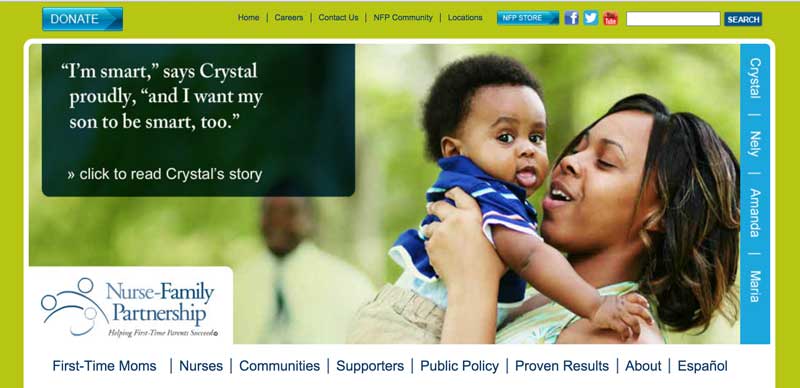 DONATE
Home | Careers | Contact Us | NFP Community | Locations
NFP STORE
f
You
Tube
SEARCH
“I’m smart,” says Crystal
proudly, “and I want my
son to be smart, too.”
» click to read Crystal’s story
Crystal | Nely | Amanda | Maria
Nurse-Family
Partnership
Helping First-Time Parents Succeed
First-Time Moms | Nurses | Communities | Supporters | Public Policy | Proven Results | About | Español